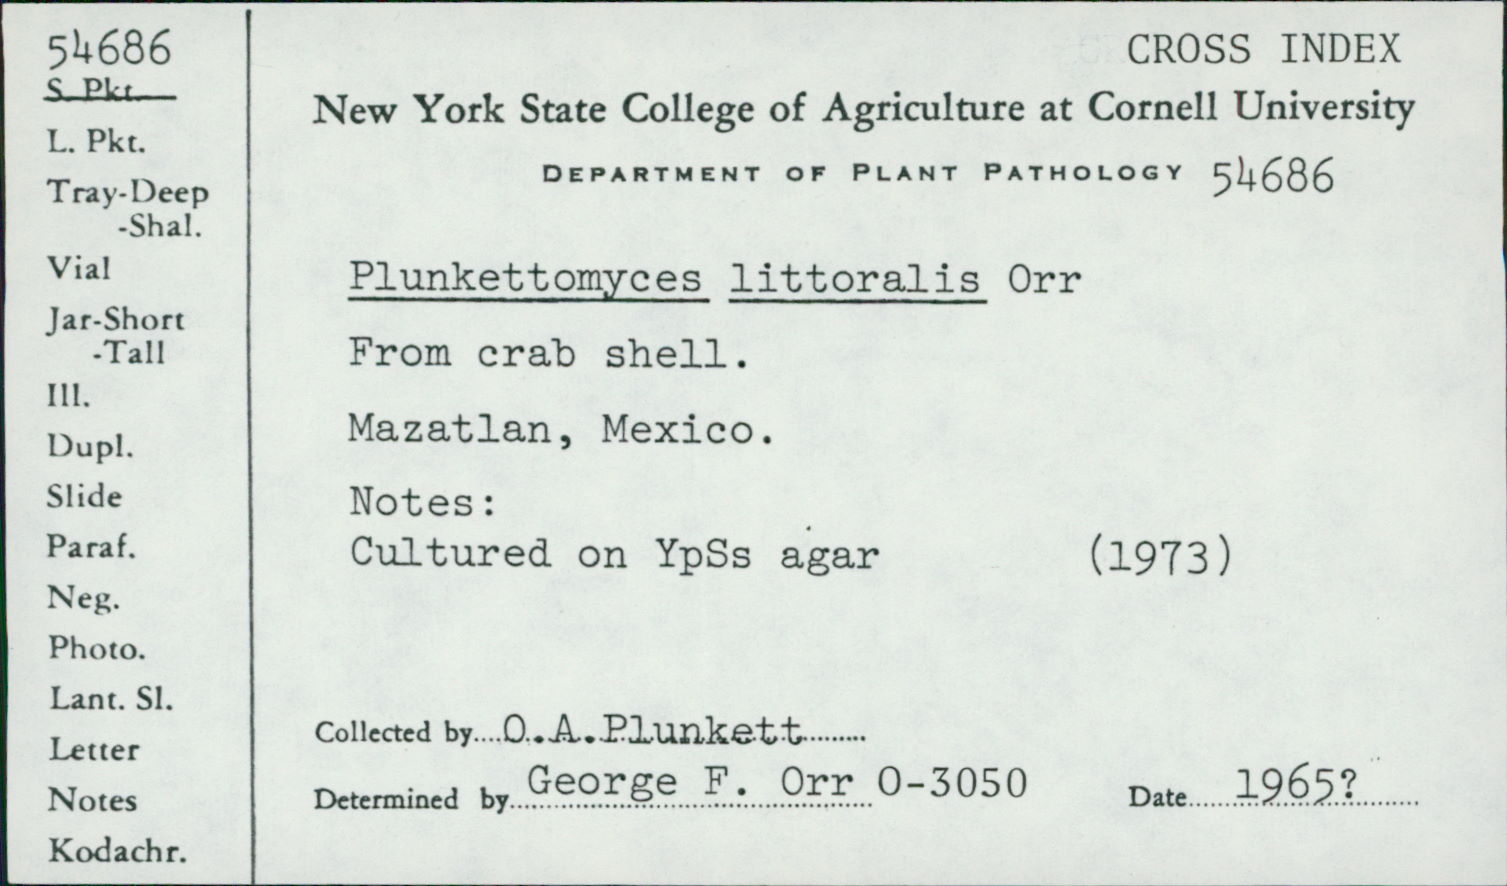 54686
S. Pkt.
L. Pkt.
Tray-Deep
-Shal.
Vial
Jar-Short
-Tall
Ill.
Dupl.
Slide
Paraf.
Neg.
Photo.
Lant. Sl.
Letter
Notes
Kodachr.
CROSS INDEX
New York State College of Agriculture at Cornell University
DEPARTMENT OF PLANT PATHOLOGY 54686
Plunkettomyces littoralis Orr
From crab shell.
Mazatlan, Mexico.
Notes:
Cultured on YpSs agar (1973)
Collected by O.A.Plunkett
Determined by George F. Orr O-3050 Date 1965?